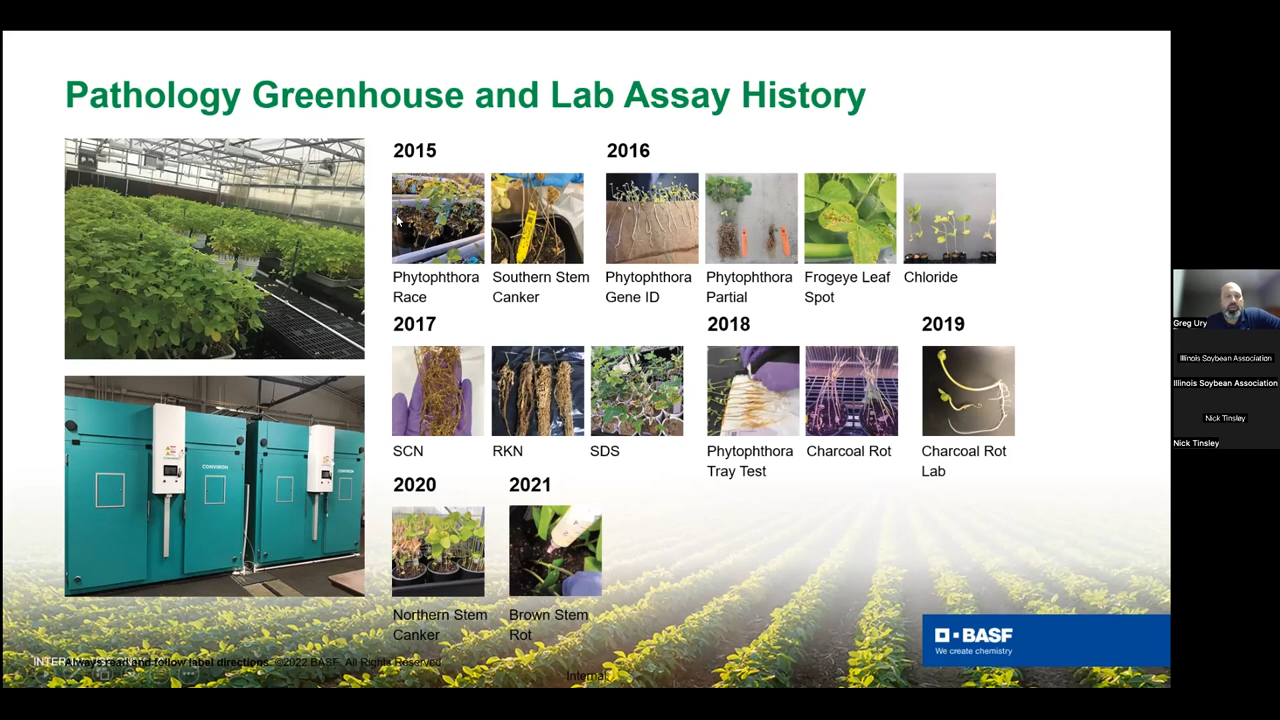 Pathology Greenhouse and Lab Assay History
2015
2016
Phytophthora
Race
Southern Stem
Canker
Phytophthora
Gene ID
Phytophthora
Partial
Frogeye Leaf
Spot
Chloride
2017
2018
2019
SCN
RKN
SDS
Phytophthora
Tray Test
Charcoal Rot
Charcoal Rot
Lab
2020
2021
Northern Stem
Canker
Brown Stem
Rot
CONVIRON
CONVIRON
Always read and follow label directions. ©2022 BASF. All Rights Reserved
Internal
BASF
We create chemistry
Greg Ury
Illinois Soybean Association
Illinois Soybean Association
Nick Tinsley
Nick Tinsley